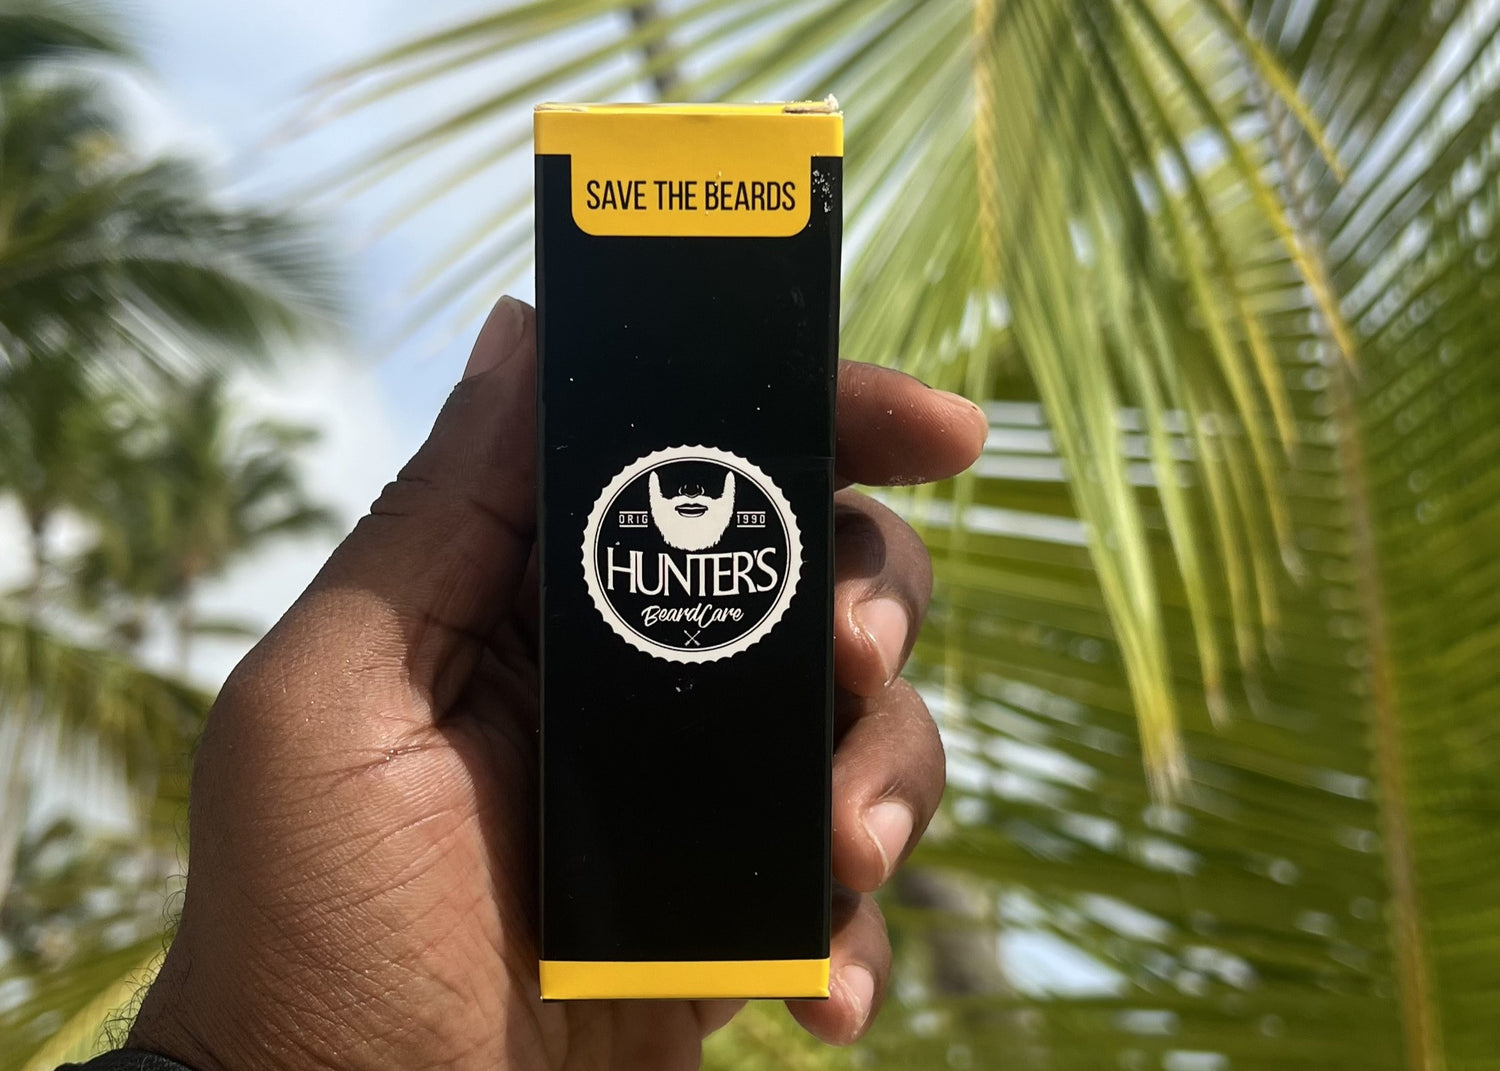 SAVE THE BEARDS
ORIG 1990
HUNTER'S
BeardCare